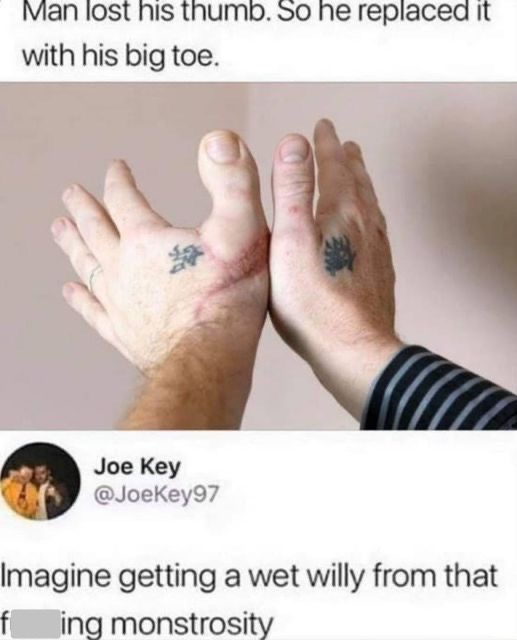 Man lost his thumb. So he replaced it
with his big toe.
Joe Key
@JoeKey97
Imagine getting a wet willy from that
f ing monstrosity